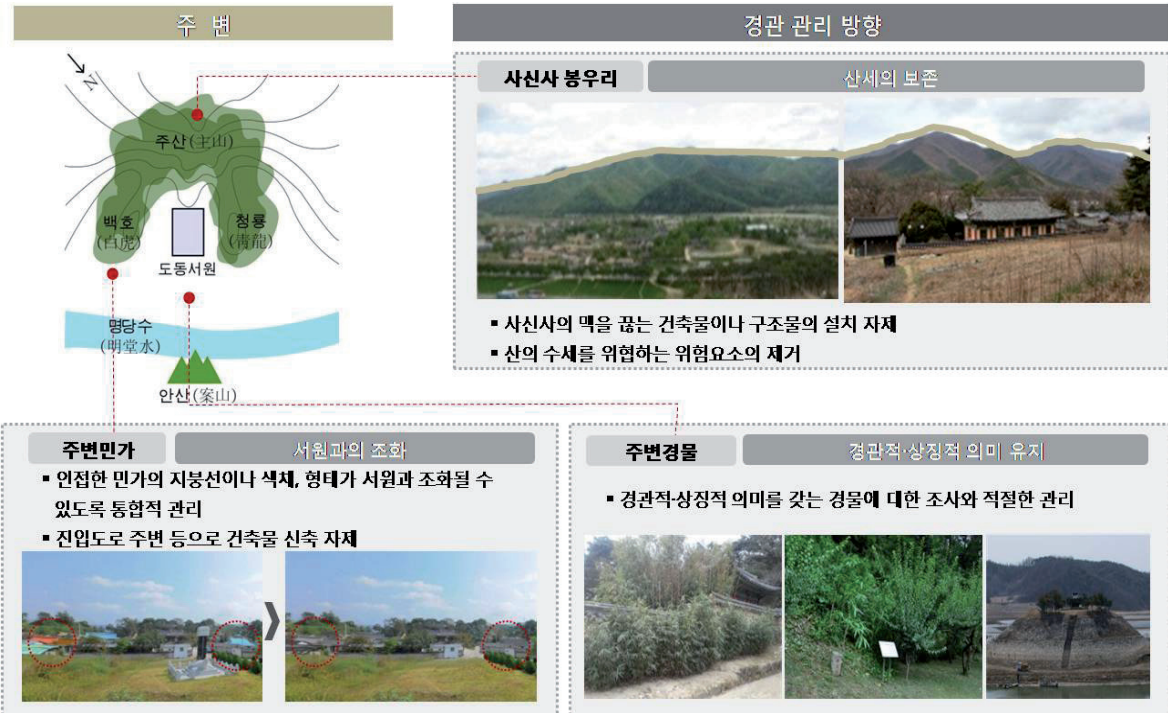 주 변
N
주산(主山)
백호
(白虎)
청룡
(靑龍)
도동서원
명당수
(明堂水)
안산(案山)
경관 관리 방향
사신사 봉우리
산세의 보존
▪ 사신사의 맥을 끊는 건축물이나 구조물의 설치 자제
▪ 산의 수세를 위협하는 위험요소의 제거
주변민가
서원과의 조화
▪ 인접한 민가의 지붕선이나 색채, 형태가 서원과 조화될 수
있도록 통합적 관리
▪ 진입도로 주변 등으로 건축물 신축 자제
주변경물
경관적·상징적 의미 유지
▪ 경관적·상징적 의미를 갖는 경물에 대한 조사와 적절한 관리